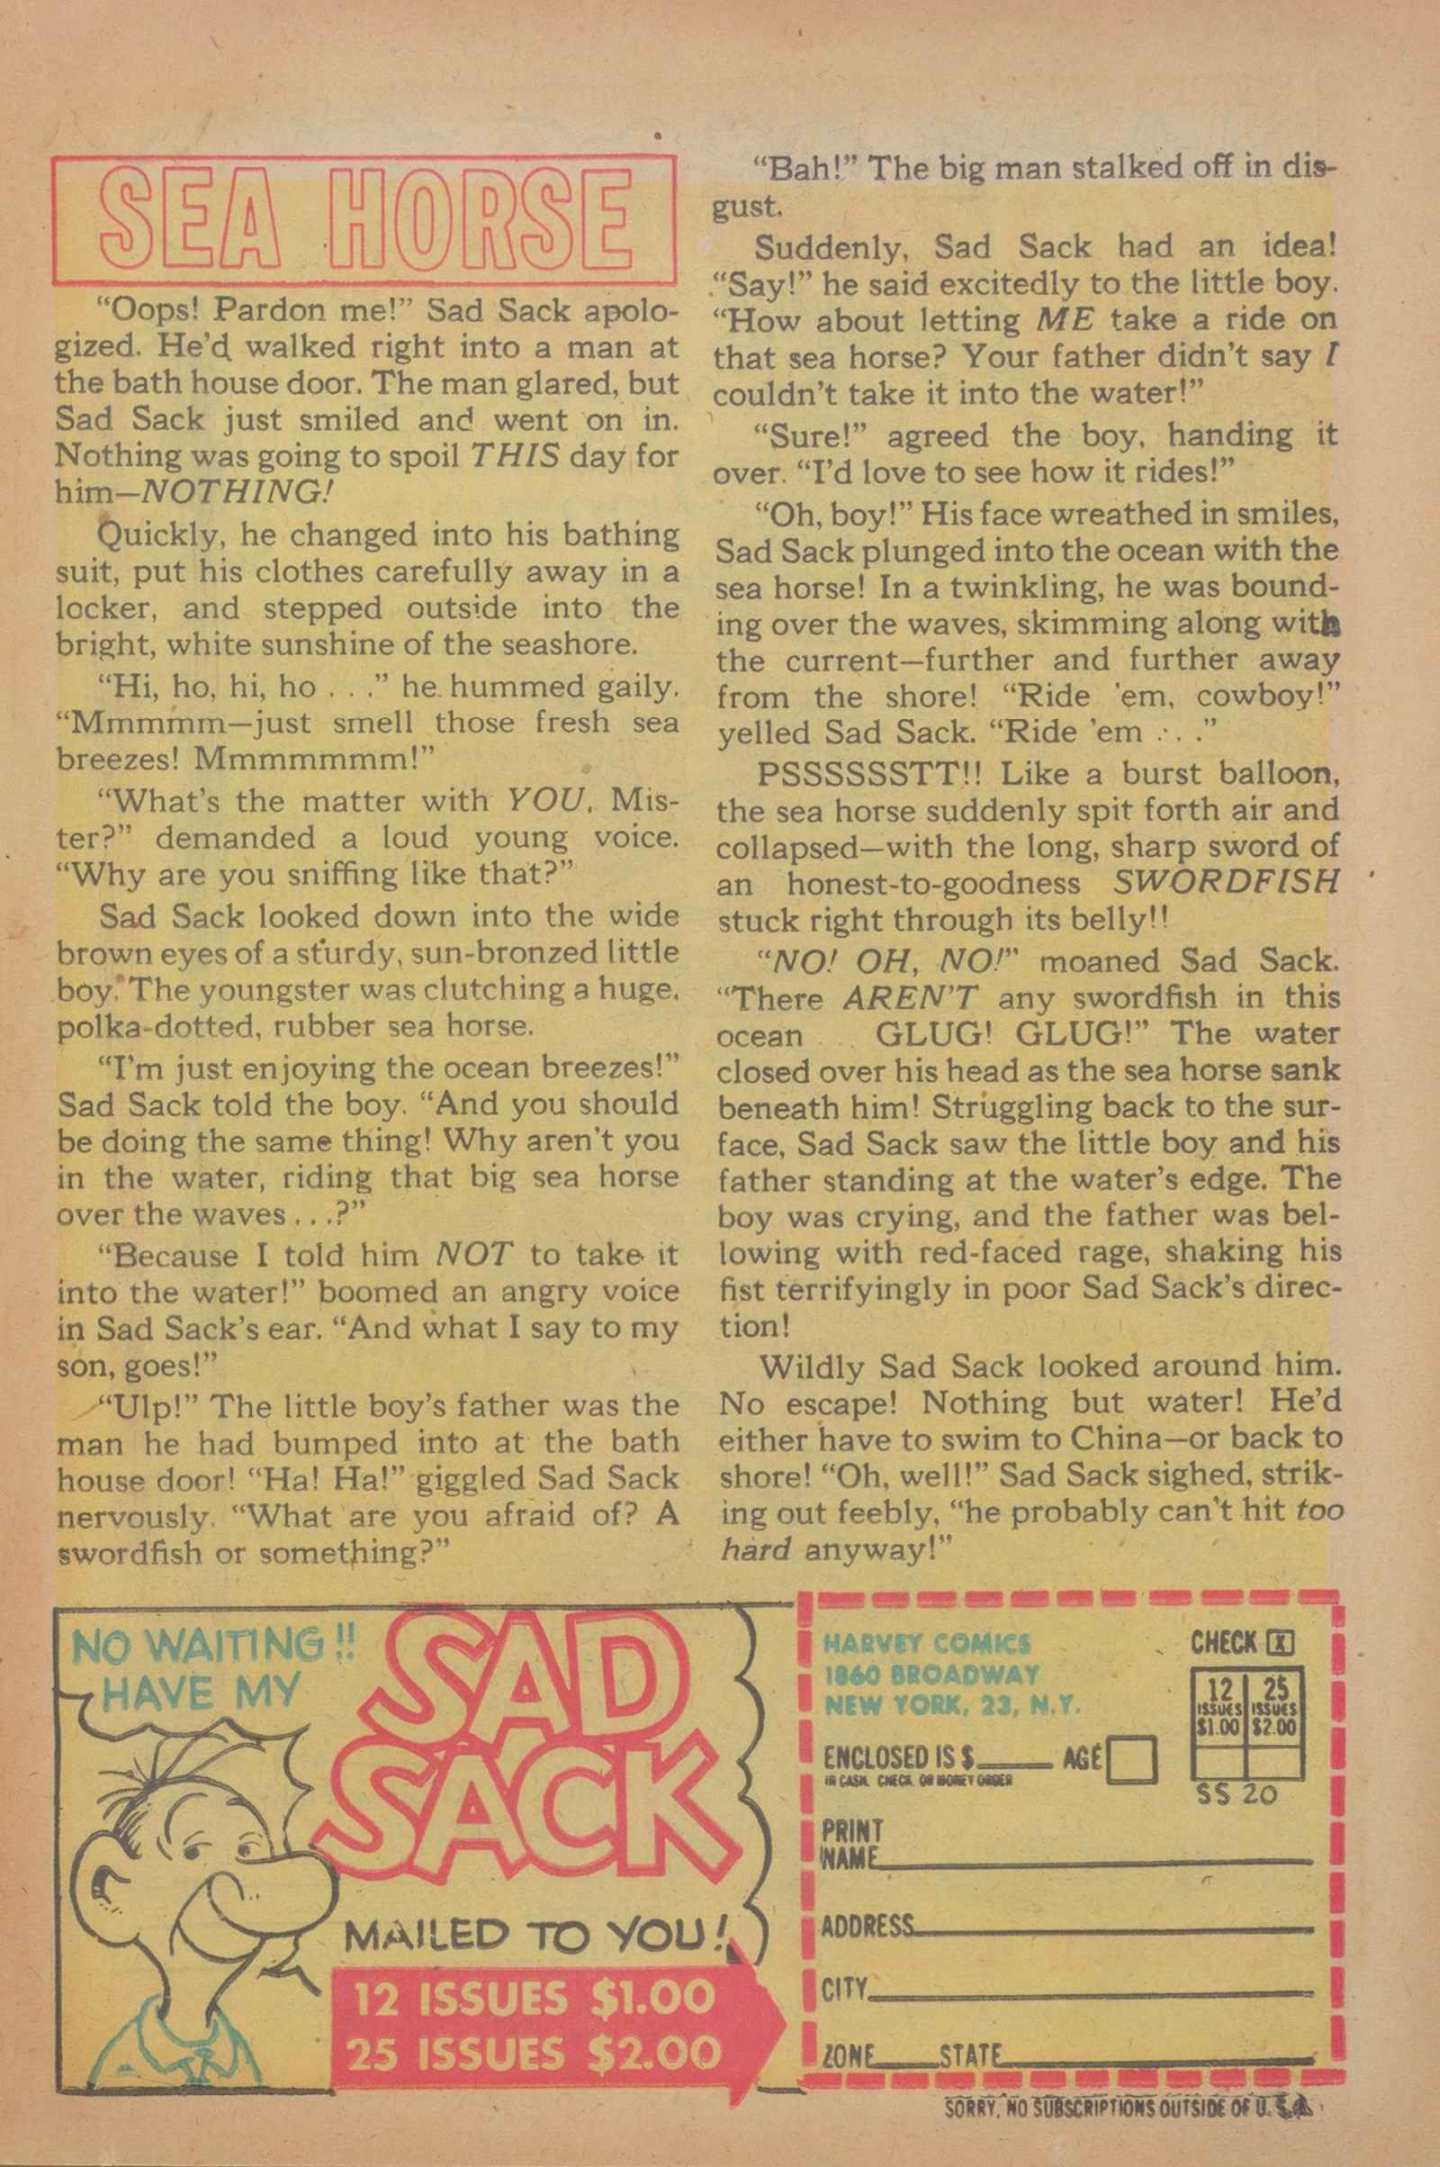 SEA HORSE
“Oops! Pardon me!” Sad Sack apolo-
gized. He’d walked right into a man at
the bath house door. The man glared, but
Sad Sack just smiled and went on in.
Nothing was going to spoil THIS day for
him—NOTHING!
Quickly, he changed into his bathing
suit, put his clothes carefully away in a
locker, and stepped outside into the
bright, white sunshine of the seashore.
“Hi, ho, hi, ho . . .” he hummed gaily.
“Mmmmm—just smell those fresh sea
breezes! Mmmmmmm!”
“What’s the matter with YOU, Mis-
ter?” demanded a loud young voice.
“Why are you sniffing like that?”
Sad Sack looked down into the wide
brown eyes of a sturdy, sun-bronzed little
boy. The youngster was clutching a huge,
polka-dotted, rubber sea horse.
“I’m just enjoying the ocean breezes!”
Sad Sack told the boy. “And you should
be doing the same thing! Why aren’t you
in the water, riding that big sea horse
over the waves . . .?”
“Because I told him NOT to take it
into the water!” boomed an angry voice
in Sad Sack’s ear. “And what I say to my
son, goes!”
“Ulp!” The little boy’s father was the
man he had bumped into at the bath
house door! “Ha! Ha!” giggled Sad Sack
nervously. “What are you afraid of? A
swordfish or something?”
“Bah!” The big man stalked off in dis-
gust.
Suddenly, Sad Sack had an idea!
“Say!” he said excitedly to the little boy.
“How about letting ME take a ride on
that sea horse? Your father didn’t say I
couldn’t take it into the water!”
“Sure!” agreed the boy, handing it
over. “I’d love to see how it rides!”
“Oh, boy!” His face wreathed in smiles,
Sad Sack plunged into the ocean with the
sea horse! In a twinkling, he was bound-
ing over the waves, skimming along with
the current—further and further away
from the shore! “Ride ’em, cowboy!”
yelled Sad Sack. “Ride ’em . . .”
PSSSSSSTT!! Like a burst balloon,
the sea horse suddenly spit forth air and
collapsed—with the long, sharp sword of
an honest-to-goodness SWORDFISH
stuck right through its belly!!
“NO! OH, NO!” moaned Sad Sack.
“There AREN’T any swordfish in this
ocean . . GLUG! GLUG!” The water
closed over his head as the sea horse sank
beneath him! Struggling back to the sur-
face, Sad Sack saw the little boy and his
father standing at the water’s edge. The
boy was crying, and the father was bel-
lowing with red-faced rage, shaking his
fist terrifyingly in poor Sad Sack’s direc-
tion!
Wildly Sad Sack looked around him.
No escape! Nothing but water! He’d
either have to swim to China—or back to
shore! “Oh, well!” Sad Sack sighed, strik-
ing out feebly, “he probably can’t hit too
hard anyway!”
NO WAITING!!
HAVE MY
SAD
SACK
MAILED TO YOU!
12 ISSUES $1.00
25 ISSUES $2.00
HARVEY COMICS
1860 BROADWAY
NEW YORK, 23, N.Y.
CHECK X
12 ISSUES $1.00
25 ISSUES $2.00
SS 20
ENCLOSED IS $ AGE
IN CASH, CHECK, OR MONEY ORDER
PRINT
NAME
ADDRESS
CITY
ZONE STATE
SORRY, NO SUBSCRIPTIONS OUTSIDE OF U.S.A.